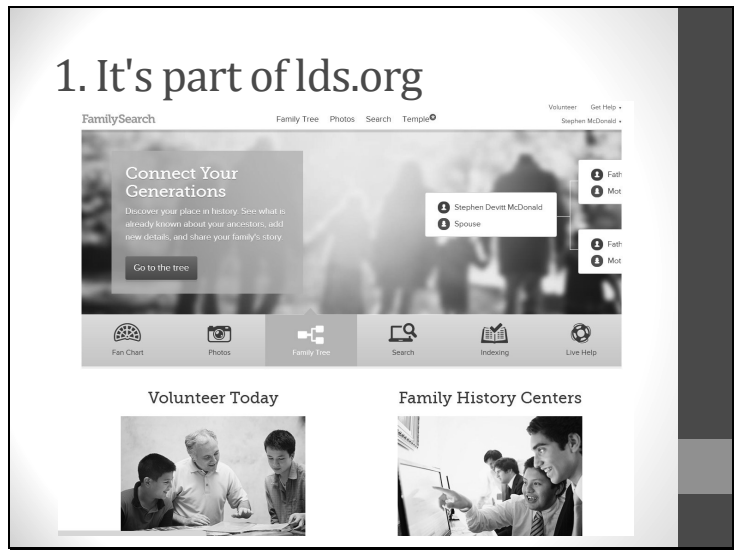 1. It's part of lds.org
Volunteer Get Help
FamilySearch Family Tree Photos Search Temple
Stephen McDonald
Connect Your
Generations
Discover your place in history. See what is
already known about your ancestors, add
new details, and share your family's story.
Go to the tree
Stephen Devitt McDonald
Spouse
Fath
Mot
Fath
Mot
Fan Chart Photos Family Tree Search Indexing Live Help
Volunteer Today Family History Centers